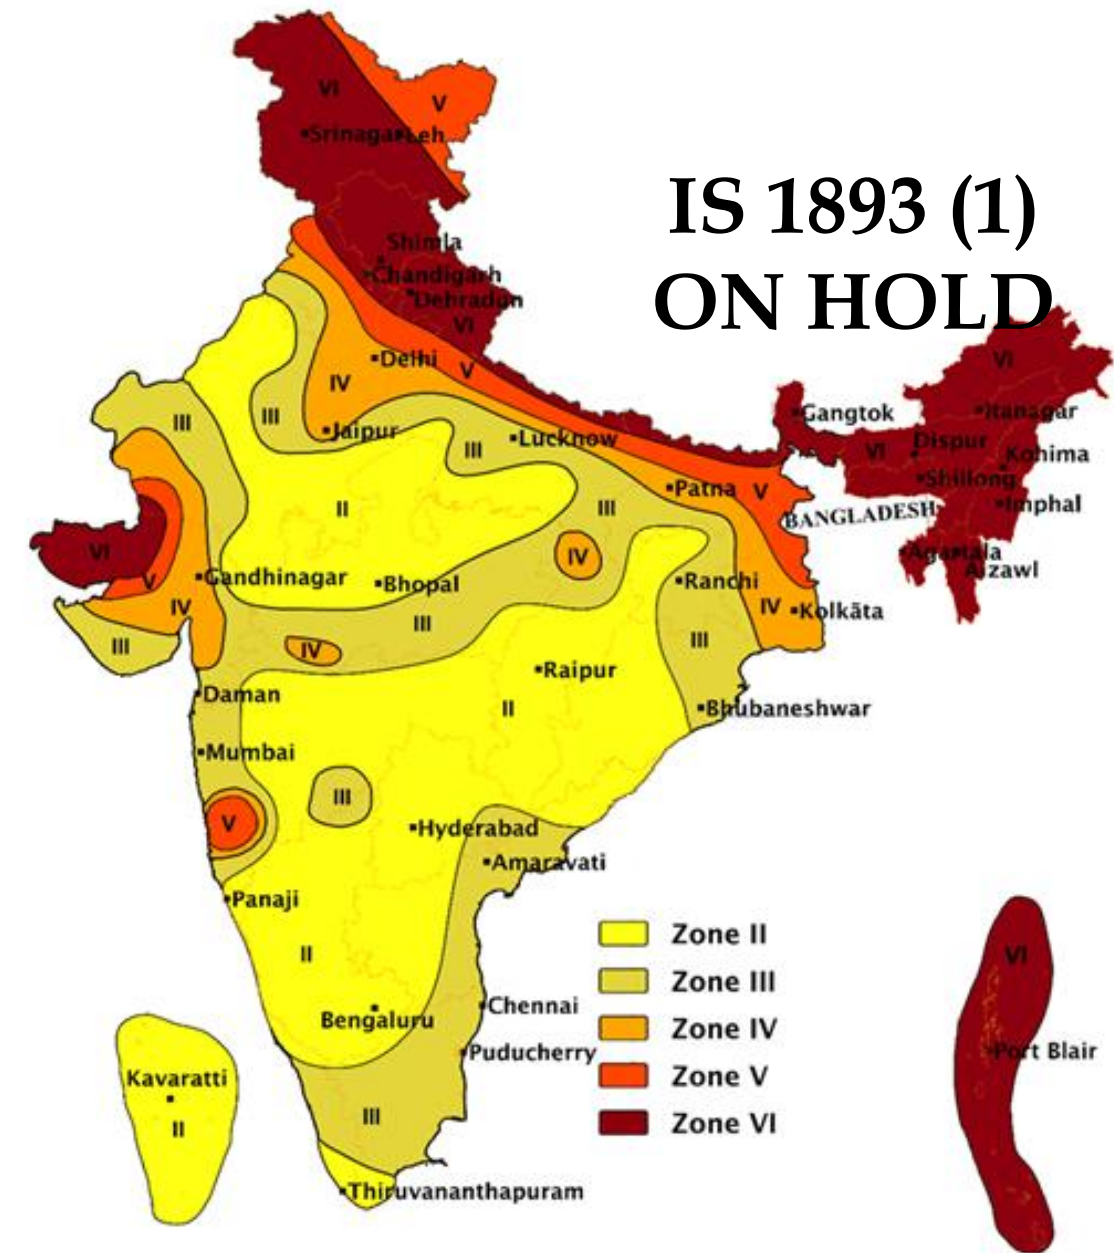 VI
V
Srinagar
Leh
IS 1893 (1)
ON HOLD
Shimla
Chandigarh
Dehradun
VI
VI
Delhi
V
IV
Gangtok
Itanagar
III
III
Jaipur
Lucknow
III
Dispur
VI
Kohima
Shillong
Patna
V
II
III
Imphal
BANGLADESH
VI
IV
Agartala
Aizawl
V
Gandhinagar
Bhopal
Ranchi
IV
IV
Kolkāta
III
III
IV
III
Raipur
Daman
II
Bhubaneshwar
Mumbai
III
V
Hyderabad
Amaravati
Panaji
Zone II
II
VI
Zone III
Chennai
Bengaluru
Zone IV
Puducherry
Port Blair
Kavaratti
Zone V
II
III
Zone VI
Thiruvananthapuram